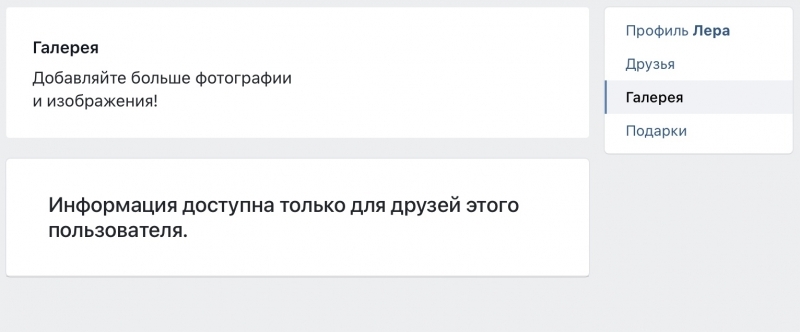 Галерея
Добавляйте больше фотографии
и изображения!
Информация доступна только для друзей этого
пользователя.
Профиль Лера
Друзья
Галерея
Подарки